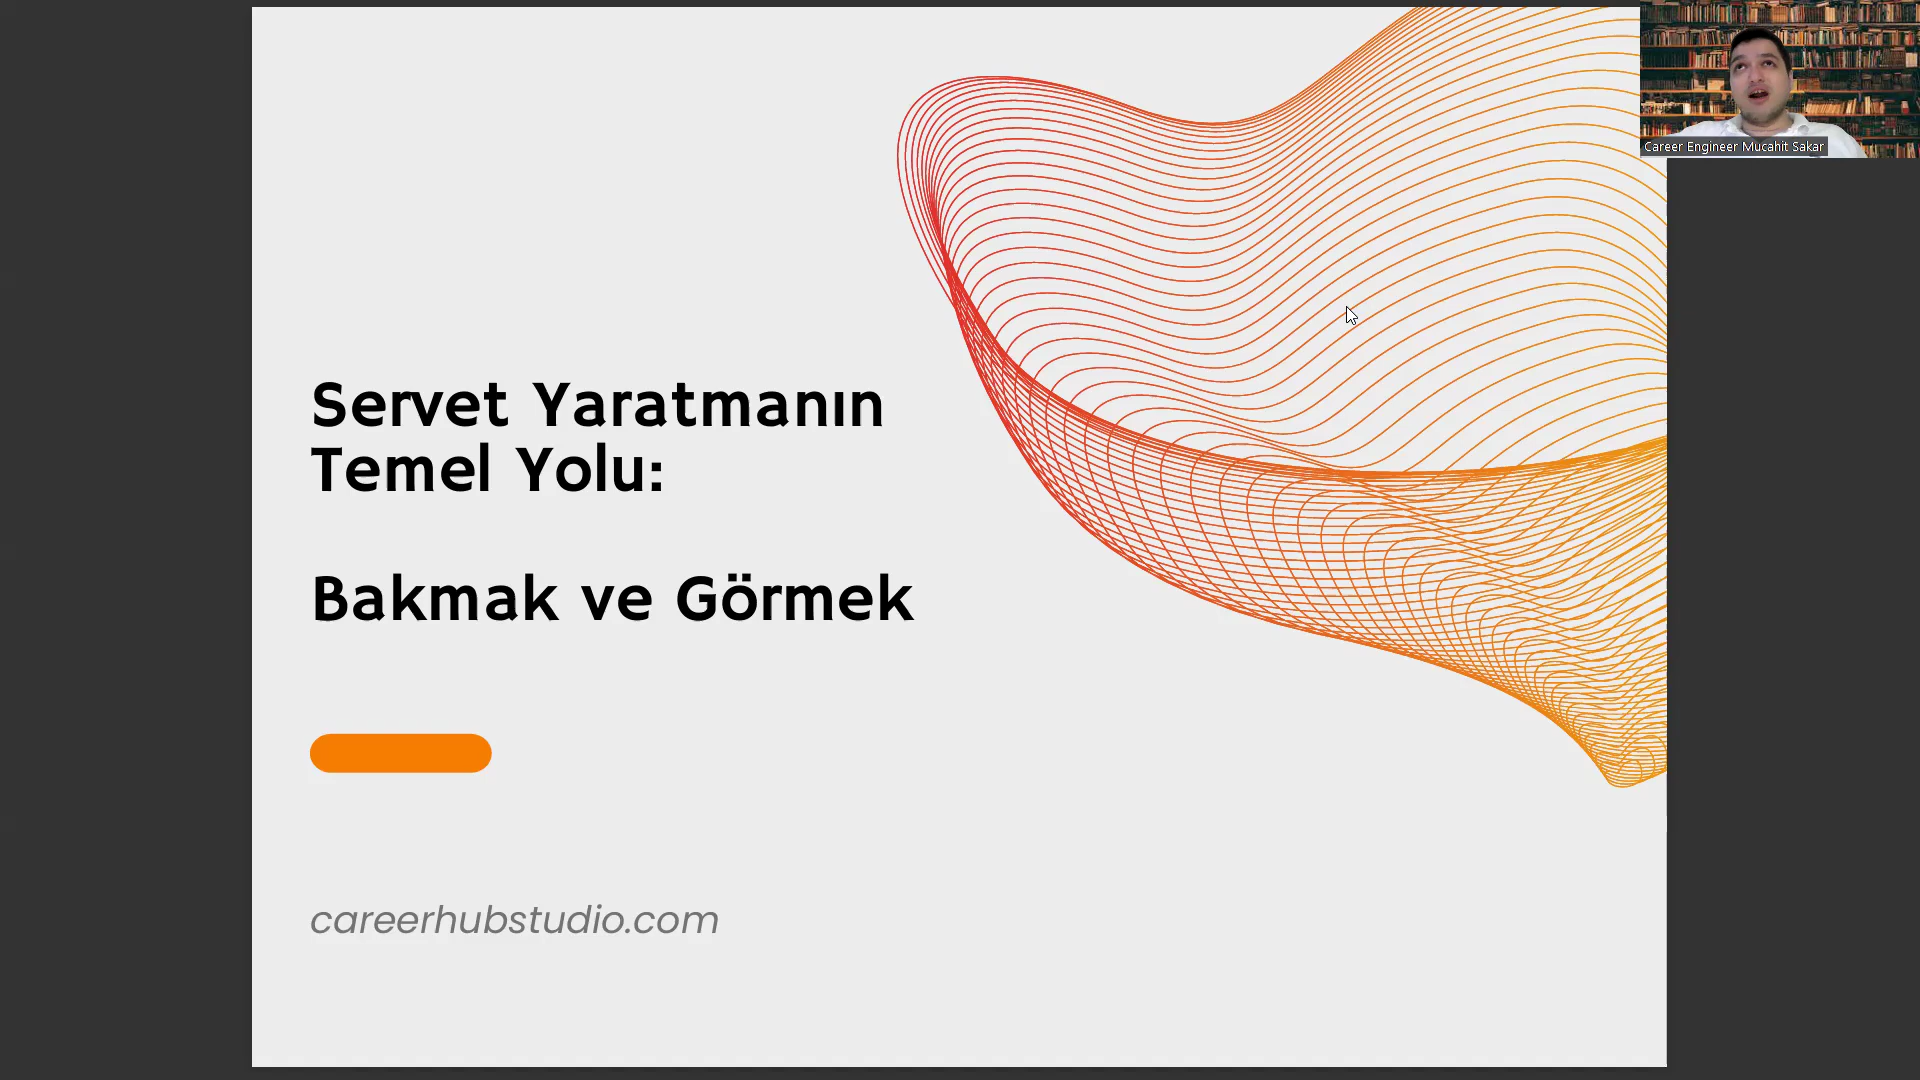 Career Engineer Mucahit Sakar
Servet Yaratmanın
Temel Yolu:
Bakmak ve Görmek
careerhubstudio.com